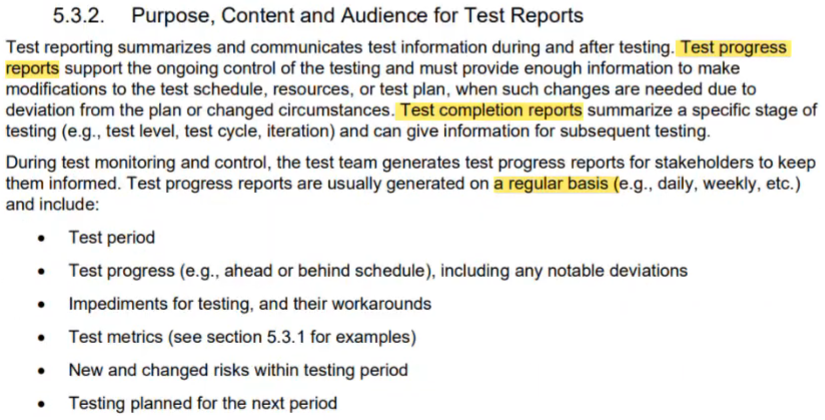 5.3.2. Purpose, Content and Audience for Test Reports
Test reporting summarizes and communicates test information during and after testing. Test progress
reports support the ongoing control of the testing and must provide enough information to make
modifications to the test schedule, resources, or test plan, when such changes are needed due to
deviation from the plan or changed circumstances. Test completion reports summarize a specific stage of
testing (e.g., test level, test cycle, iteration) and can give information for subsequent testing.
During test monitoring and control, the test team generates test progress reports for stakeholders to keep
them informed. Test progress reports are usually generated on a regular basis (e.g., daily, weekly, etc.)
and include:
• Test period
• Test progress (e.g., ahead or behind schedule), including any notable deviations
• Impediments for testing, and their workarounds
• Test metrics (see section 5.3.1 for examples)
• New and changed risks within testing period
• Testing planned for the next period